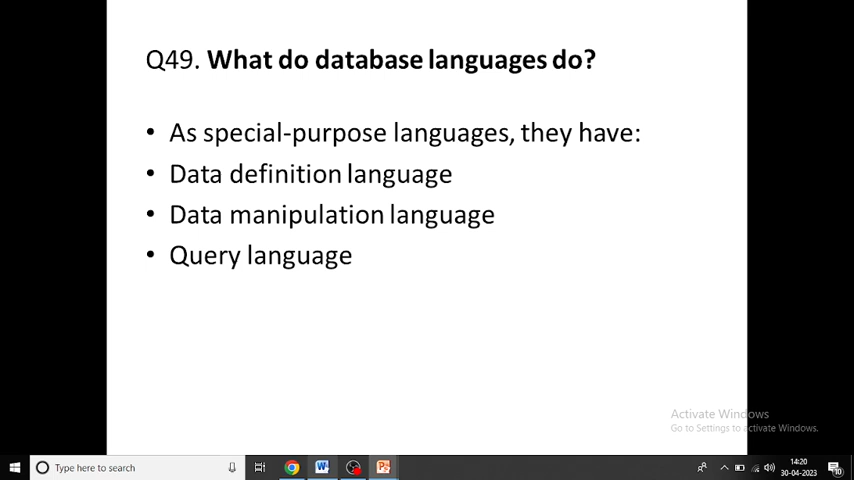 Q49. What do database languages do?
• As special-purpose languages, they have:
• Data definition language
• Data manipulation language
• Query language
Activate Windows
Go to Settings to activate Windows.
Type here to search
14:20
30-04-2023
10